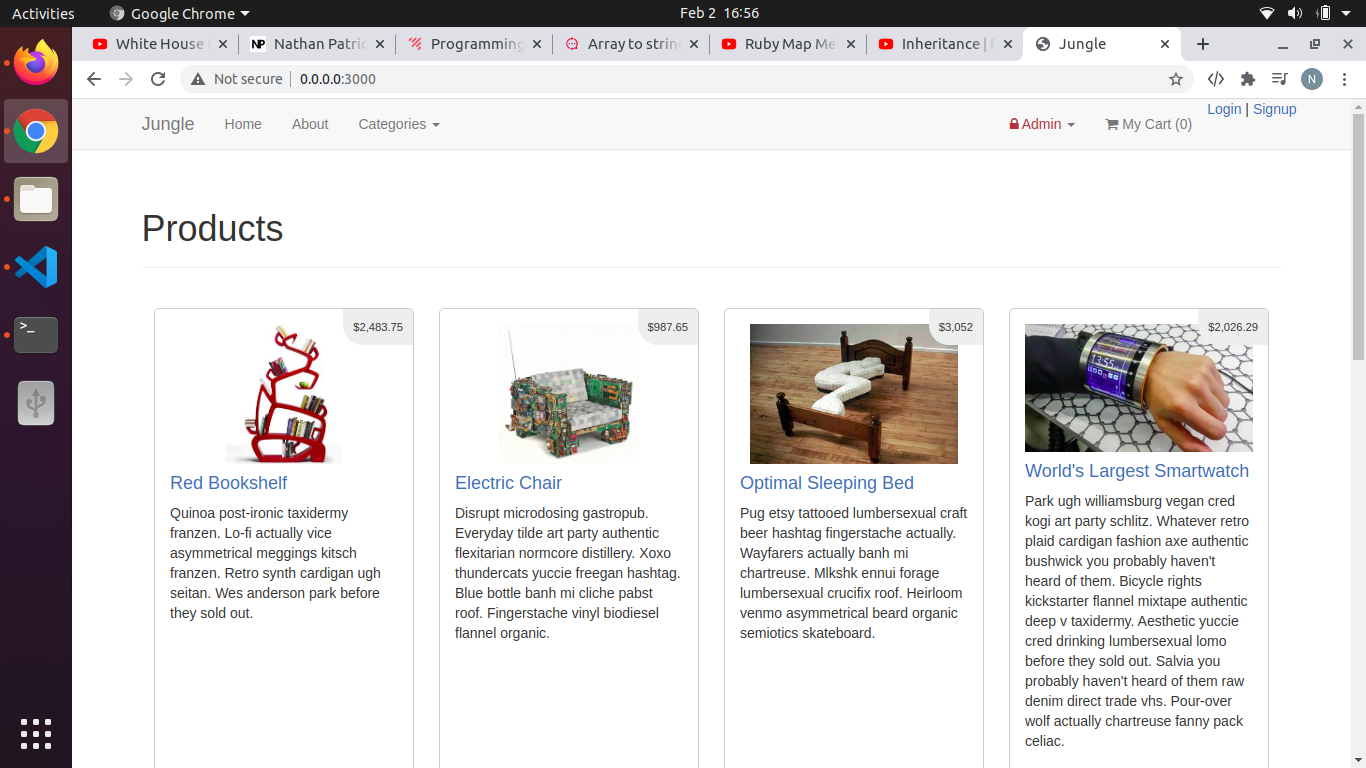 Activities
Google Chrome
Feb 2 16:56
White House
Nathan Patric
Programming
Array to strin
Ruby Map Me
Inheritance |
Jungle
Not secure
0.0.0.0:3000
N
Jungle
Home
About
Categories
Admin
My Cart (0)
Login | Signup
Products
$2,483.75
Red Bookshelf
Quinoa post-ironic taxidermy
franzen. Lo-fi actually vice
asymmetrical meggings kitsch
franzen. Retro synth cardigan ugh
seitan. Wes anderson park before
they sold out.
$987.65
Electric Chair
Disrupt microdosing gastropub.
Everyday tilde art party authentic
flexitarian normcore distillery. Xoxo
thundercats yuccie freegan hashtag.
Blue bottle banh mi cliche pabst
roof. Fingerstache vinyl biodiesel
flannel organic.
$3,052
Optimal Sleeping Bed
Pug etsy tattooed lumbersexual craft
beer hashtag fingerstache actually.
Wayfarers actually banh mi
chartreuse. Mlkshk ennui forage
lumbersexual crucifix roof. Heirloom
venmo asymmetrical beard organic
semiotics skateboard.
$2,026.29
13:55
World's Largest Smartwatch
Park ugh williamsburg vegan cred
kogi art party schlitz. Whatever retro
plaid cardigan fashion axe authentic
bushwick you probably haven't
heard of them. Bicycle rights
kickstarter flannel mixtape authentic
deep v taxidermy. Aesthetic yuccie
cred drinking lumbersexual lomo
before they sold out. Salvia you
probably haven't heard of them raw
denim direct trade vhs. Pour-over
wolf actually chartreuse fanny pack
celiac.